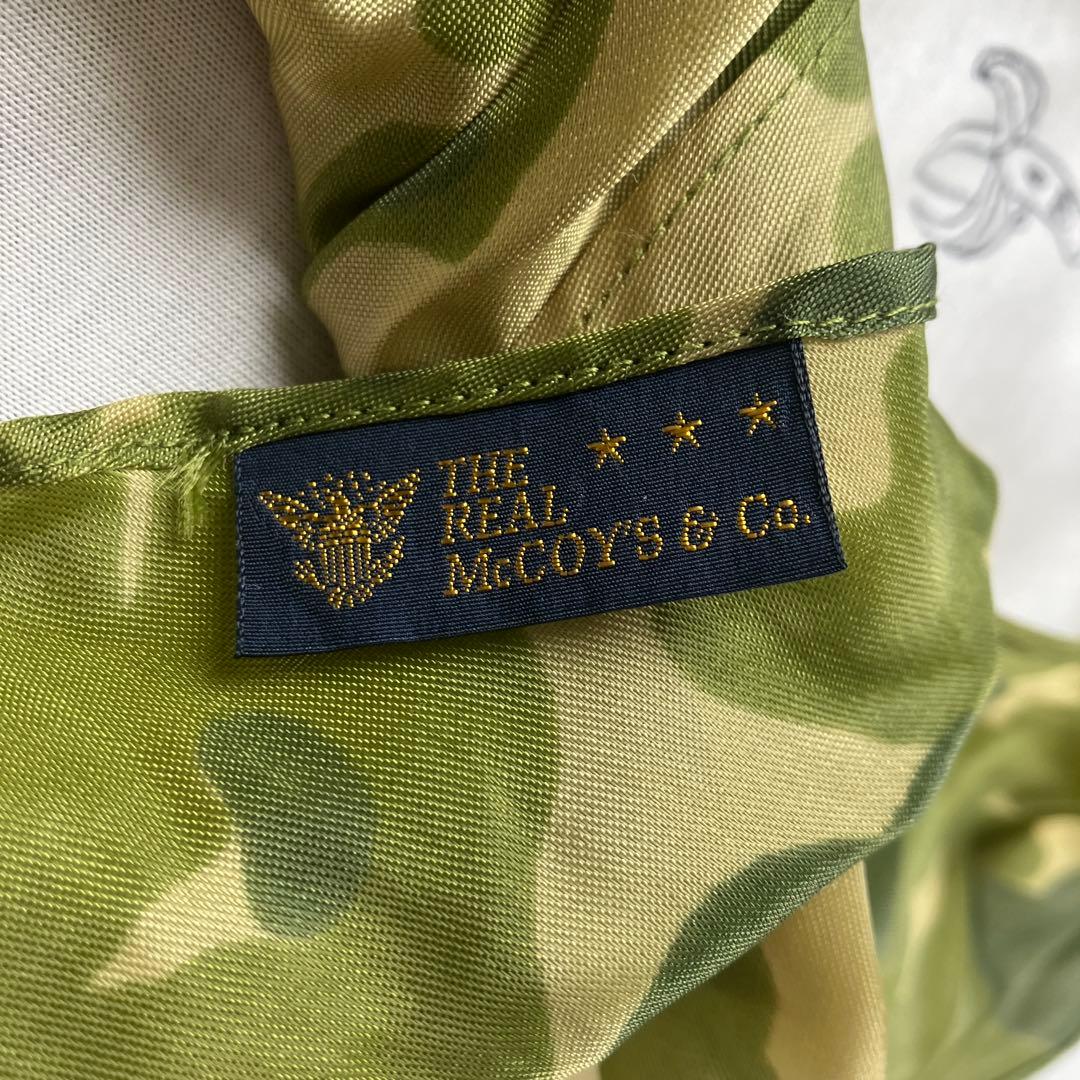 THE
REAL
McCOY'S & Co.